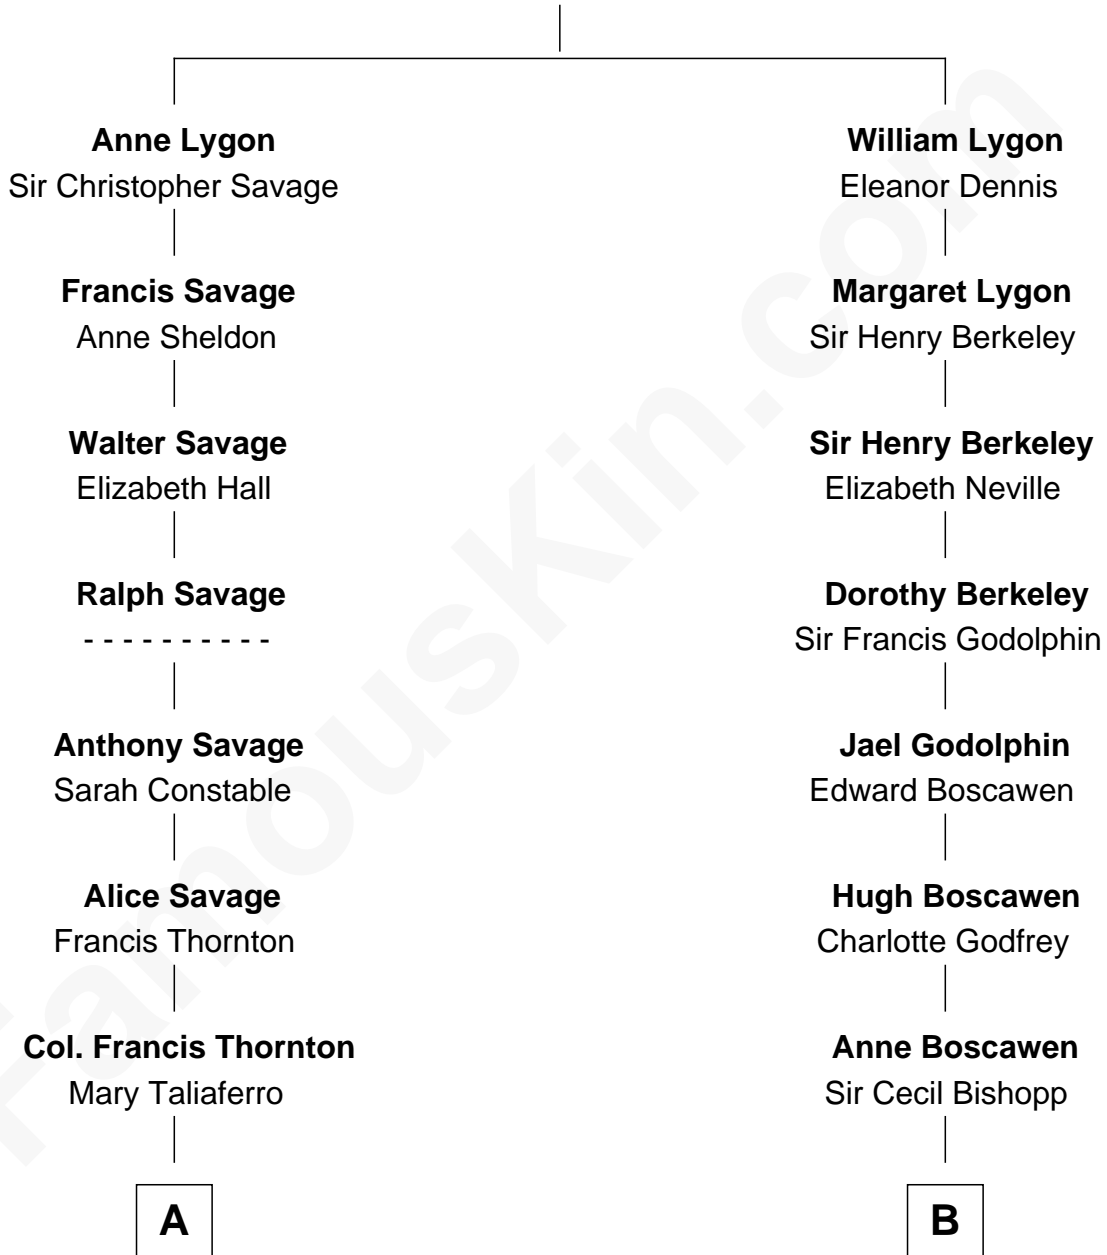 Anne Lygon
Sir Christopher Savage
Francis Savage
Anne Sheldon
Walter Savage
Elizabeth Hall
Ralph Savage
- - - - - - - - - -
Anthony Savage
Sarah Constable
Alice Savage
Francis Thornton
Col. Francis Thornton
Mary Taliaferro
A
William Lygon
Eleanor Dennis
Margaret Lygon
Sir Henry Berkeley
Sir Henry Berkeley
Elizabeth Neville
Dorothy Berkeley
Sir Francis Godolphin
Jael Godolphin
Edward Boscawen
Hugh Boscawen
Charlotte Godfrey
Anne Boscawen
Sir Cecil Bishopp
B
FamousKin.com